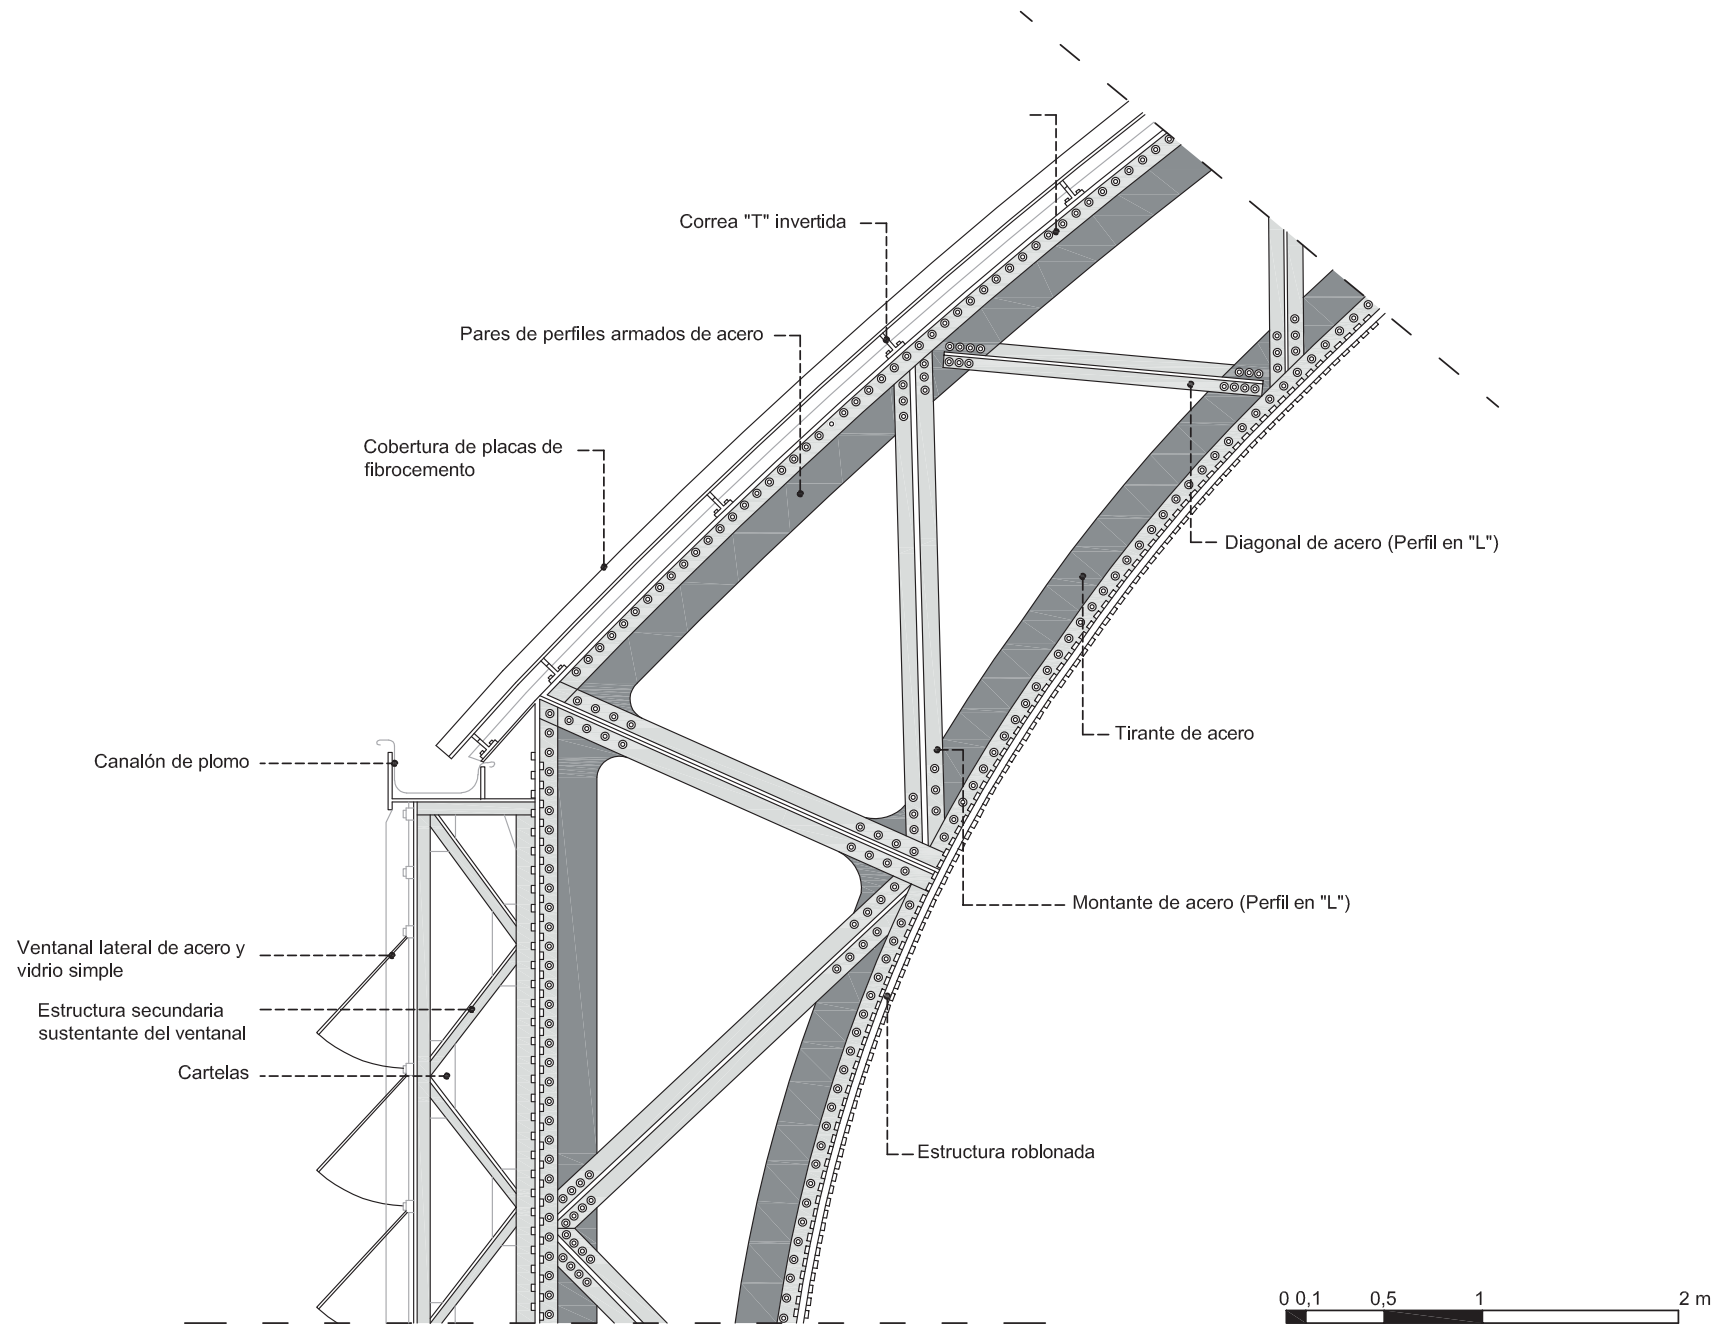 Correa "T" invertida
Pares de perfiles armados de acero
Cobertura de placas de
fibrocemento
Diagonal de acero (Perfil en "L")
Tirante de acero
Canalón de plomo
Montante de acero (Perfil en "L")
Ventanal lateral de acero y
vidrio simple
Estructura secundaria
sustentante del ventanal
Cartelas
Estructura roblonada
0 0,1 0,5 1 2 m